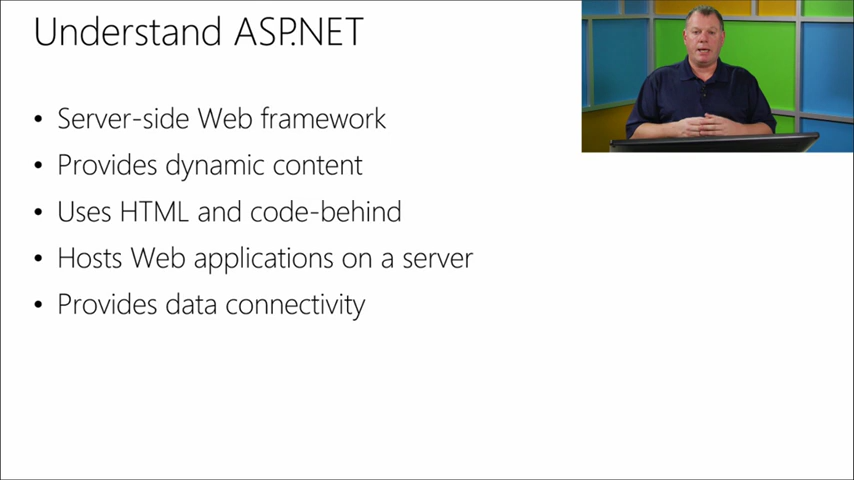 Understand ASP.NET
• Server-side Web framework
• Provides dynamic content
• Uses HTML and code-behind
• Hosts Web applications on a server
• Provides data connectivity